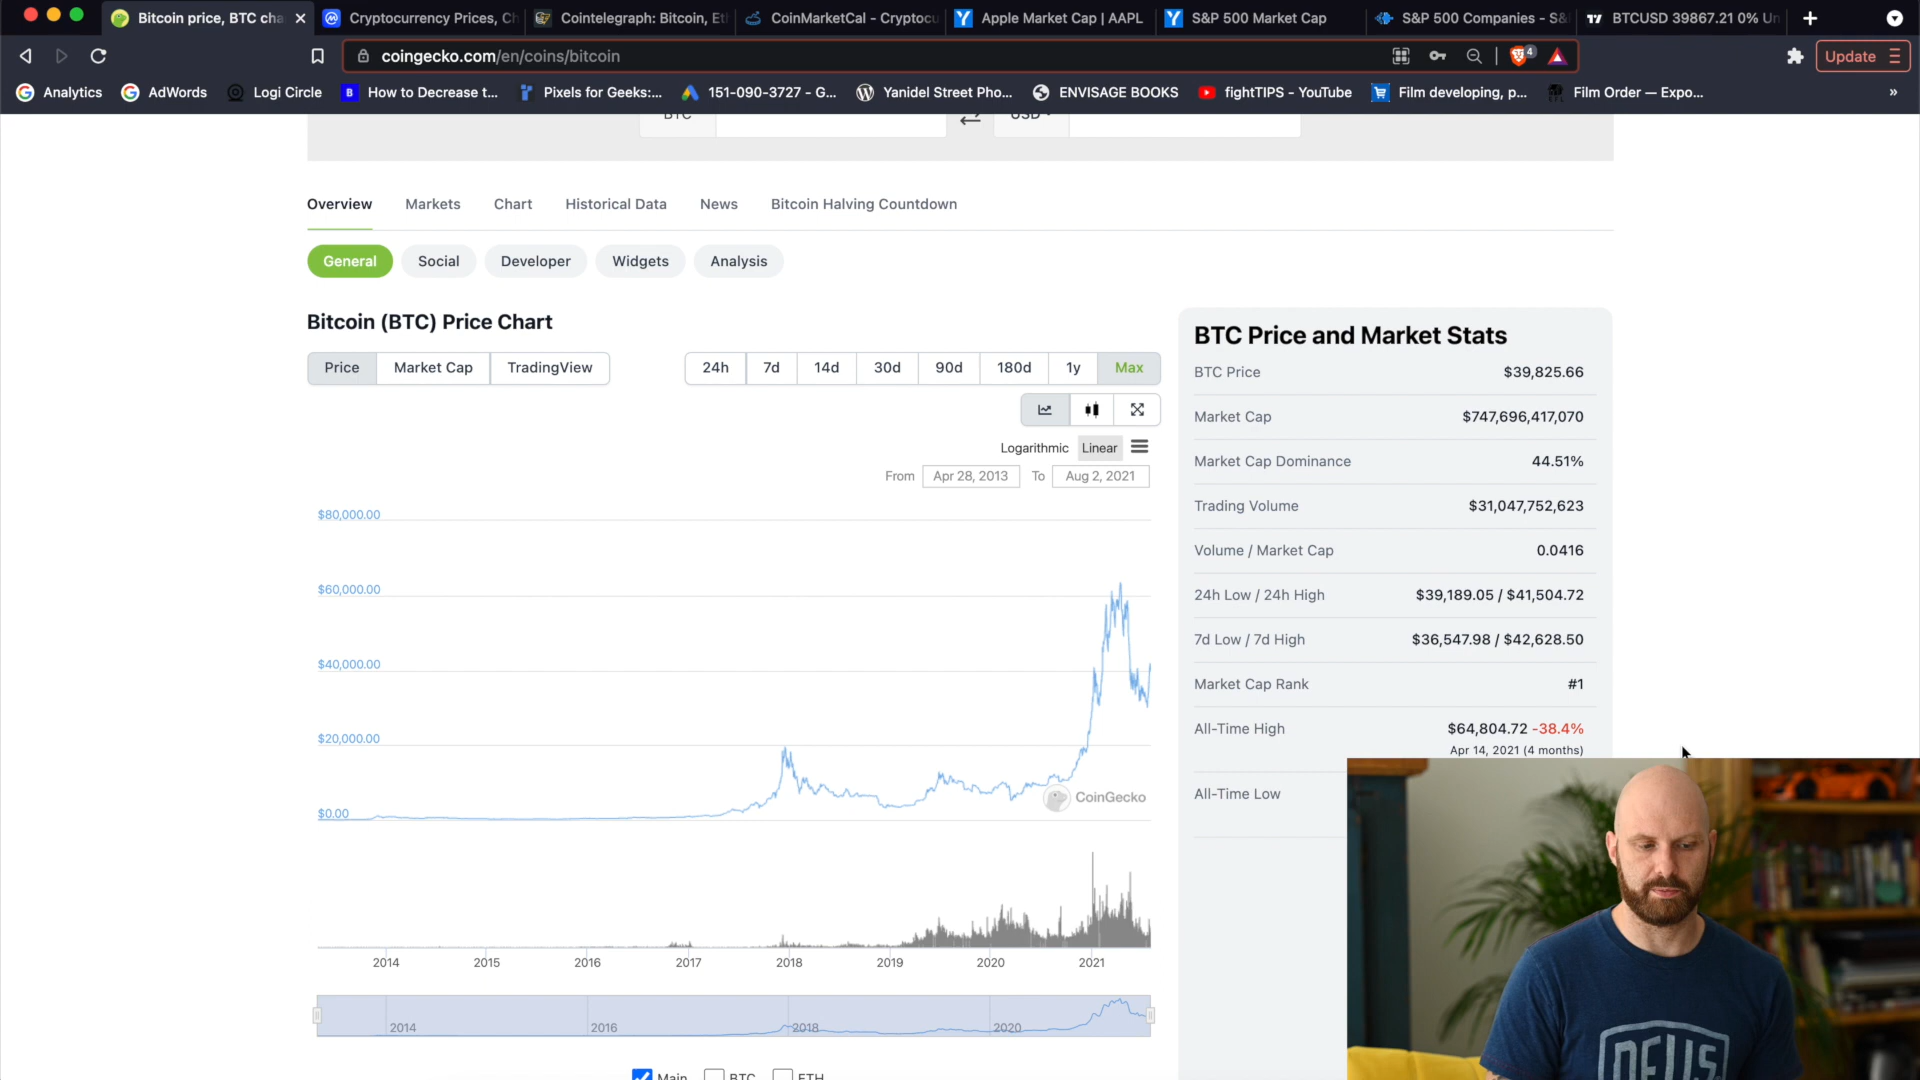 Bitcoin price, BTC cha
Cryptocurrency Prices, Ch
Cointelegraph: Bitcoin, Et
CoinMarketCal - Cryptocu
Apple Market Cap | AAPL
S&P 500 Market Cap
S&P 500 Companies - S&
BTCUSD 39867.21 0% Un
coingecko.com/en/coins/bitcoin
4
Update
Analytics
AdWords
Logi Circle
How to Decrease t...
Pixels for Geeks:...
151-090-3727 - G...
Yanidel Street Pho...
ENVISAGE BOOKS
fightTIPS - YouTube
Film developing, p...
Film Order — Expo...
BTC
USD
Overview
Markets
Chart
Historical Data
News
Bitcoin Halving Countdown
General
Social
Developer
Widgets
Analysis
Bitcoin (BTC) Price Chart
Price
Market Cap
TradingView
24h
7d
14d
30d
90d
180d
1y
Max
Logarithmic
Linear
From
Apr 28, 2013
To
Aug 2, 2021
$80,000.00
$60,000.00
$40,000.00
$20,000.00
$0.00
CoinGecko
2014
2015
2016
2017
2018
2019
2020
2021
2014
2016
2018
2020
Main
BTC
ETH
BTC Price and Market Stats
BTC Price $39,825.66
Market Cap $747,696,417,070
Market Cap Dominance 44.51%
Trading Volume $31,047,752,623
Volume / Market Cap 0.0416
24h Low / 24h High $39,189.05 / $41,504.72
7d Low / 7d High $36,547.98 / $42,628.50
Market Cap Rank #1
All-Time High $64,804.72 -38.4%
Apr 14, 2021 (4 months)
All-Time Low
DEUS